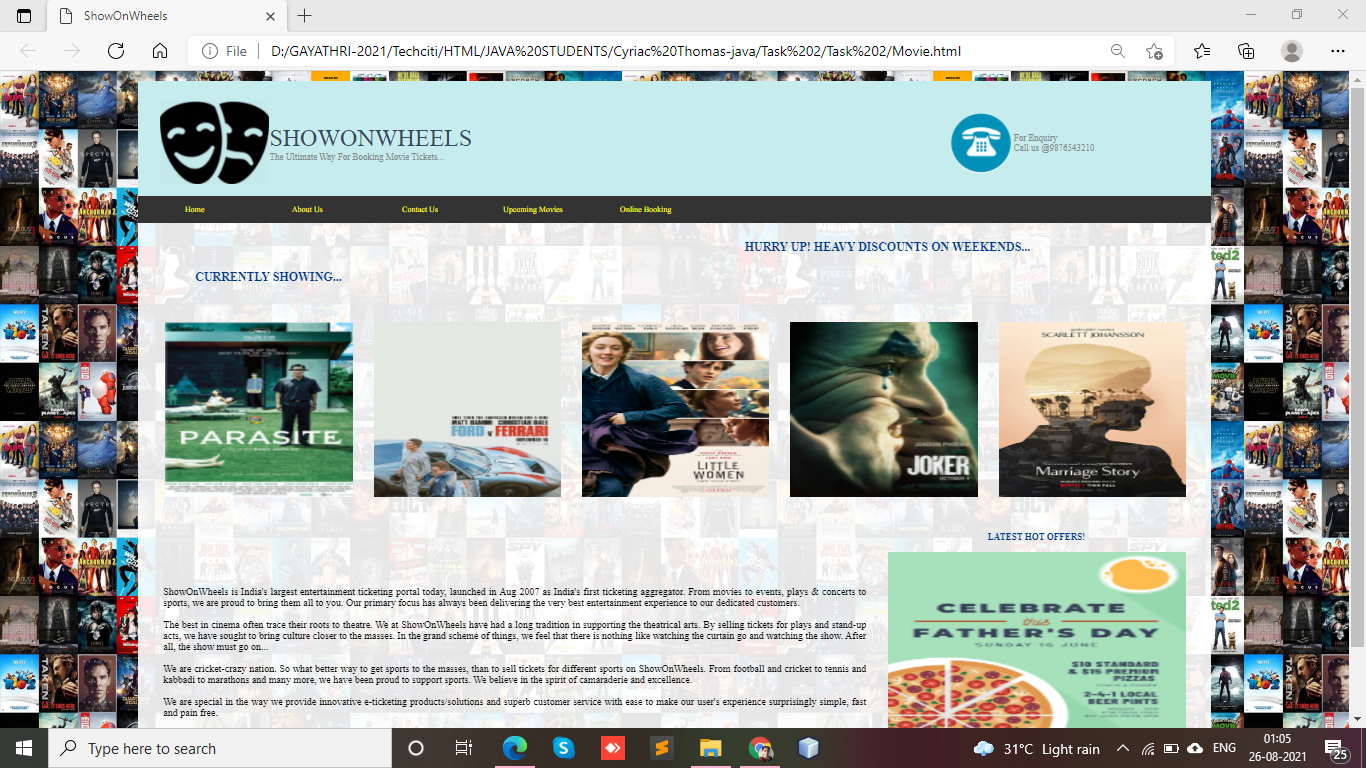 ShowOnWheels
File
D:/GAYATHRI-2021/Techciti/HTML/JAVA%20STUDENTS/Cyriac%20Thomas-java/Task%202/Task%202/Movie.html
SHOWONWHEELS
The Ultimate Way For Booking Movie Tickets...
For Enquiry
Call us @9876543210
Home About Us Contact Us Upcoming Movies Online Booking
HURRY UP! HEAVY DISCOUNTS ON WEEKENDS...
CURRENTLY SHOWING...
PARASITE
MATT DAMON CHRISTIAN BALE
FORD v FERRARI
NOVEMBER 15
LITTLE
WOMEN
JOAQUIN PHOENIX
JOKER
OCTOBER 4
SCARLETT JOHANSSON
Marriage Story
LATEST HOT OFFERS!
CELEBRATE
this
FATHER'S DAY
SUNDAY 16 JUNE
$10 STANDARD
& $15 PREMIUM
PIZZAS
2-4-1 LOCAL
BEER PINTS
ShowOnWheels is India's largest entertainment ticketing portal today, launched in Aug 2007 as India's first ticketing aggregator. From movies to events, plays & concerts to
sports, we are proud to bring them all to you. Our primary focus has always been delivering the very best entertainment experience to our dedicated customers.
The best in cinema often trace their roots to theatre. We at ShowOnWheels have had a long tradition in supporting the theatrical arts. By selling tickets for plays and stand-up
acts, we have sought to bring culture closer to the masses. In the grand scheme of things, we feel that there is nothing like watching the curtain go and watching the show. After
all, the show must go on...
We are cricket-crazy nation. So what better way to get sports to the masses, than to sell tickets for different sports on ShowOnWheels. From football and cricket to tennis and
kabbadi to marathons and many more, we have been proud to promote sports. We believe in the spirit of camaraderie and excellence.
We are special in the way we provide innovative e-ticketing products/solutions and superb customer service with ease to make our user's experience surprisingly simple, fast
and pain free.
Type here to search
31°C Light rain
ENG
01:05
26-08-2021
25